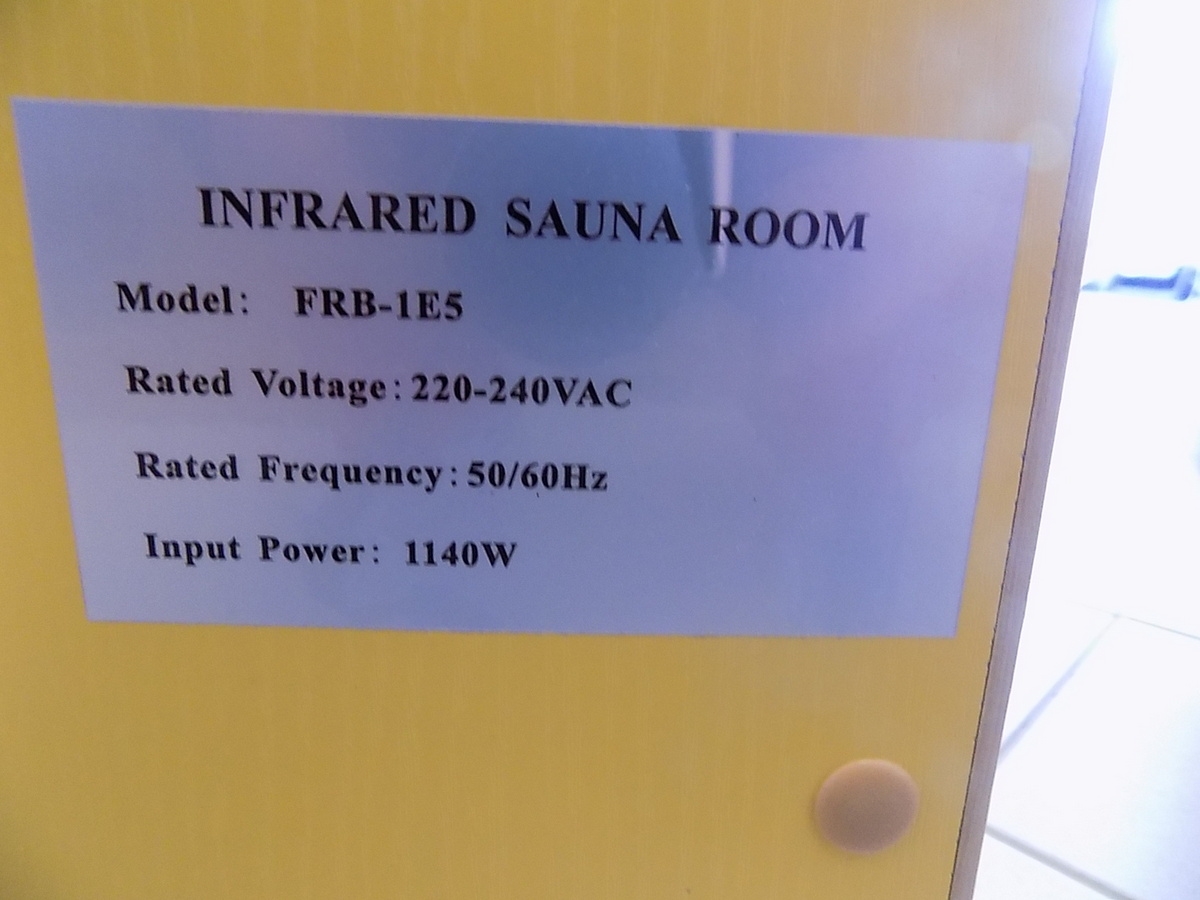 INFRARED SAUNA ROOM
Model: FRB-1E5
Rated Voltage:220-240VAC
Rated Frequency:50/60Hz
Input Power: 1140W